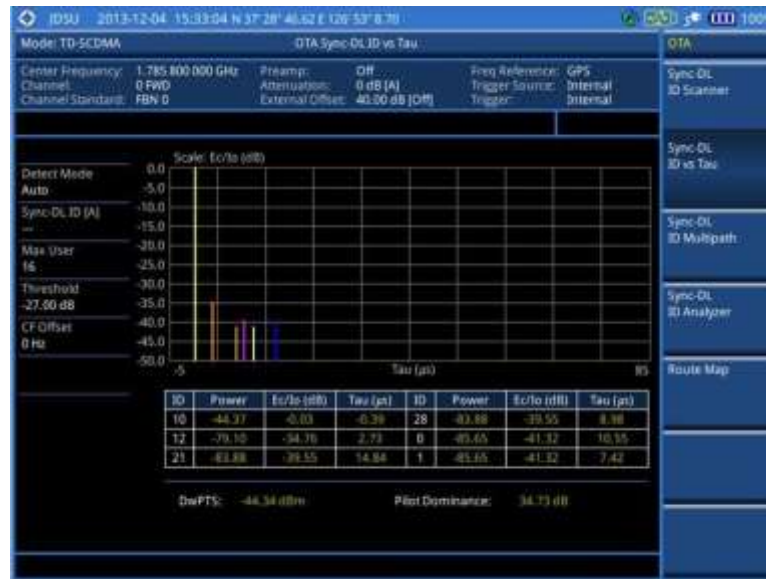 JDSU 2013-12-04 15:33:04 N 37° 28' 46.62 E 126° 53' 8.70 100
Mode: TD-SCDMA OTA Sync-DL ID vs Tau OTA
Center Frequency: 1.785 800 000 GHz Preamp: Off Freq Reference: GPS
Channel: 0 FWD Attenuation: 0 dB [A] Trigger Source: Internal
Channel Standard: FBN 0 External Offset: 40.00 dB [Off] Trigger: Internal
Sync-DL
ID Scanner
Sync-DL
ID vs Tau
Sync-DL
ID Multipath
Sync-DL
ID Analyzer
Route Map
Detect Mode
Auto
Sync-DL ID [A]
---
Max User
16
Threshold
-27.00 dB
CF Offset
0 Hz
Scale: Ec/Io (dB)
0.0
-5.0
-10.0
-15.0
-20.0
-25.0
-30.0
-35.0
-40.0
-45.0
-50.0
-5 Tau (µs) 85
ID Power Ec/Io (dB) Tau (µs) ID Power Ec/Io (dB) Tau (µs)
10 -44.37 -0.03 -0.39 28 -83.88 -39.55 8.98
12 -79.10 -34.76 2.73 0 -85.65 -41.32 10.55
21 -83.88 -39.55 14.84 1 -85.65 -41.32 7.42
DwPTS: -44.34 dBm Pilot Dominance: 34.73 dB